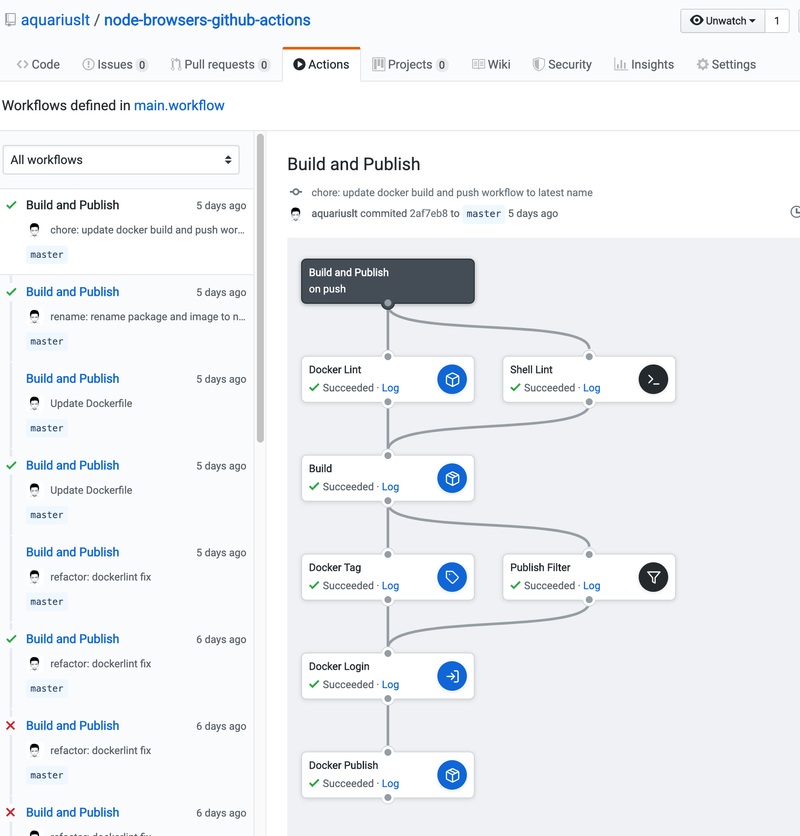 aquariuslt / node-browsers-github-actions
Unwatch 1
Code Issues 0 Pull requests 0 Actions Projects 0 Wiki Security Insights Settings
Workflows defined in main.workflow
All workflows
Build and Publish 5 days ago
chore: update docker build and push wor...
master
Build and Publish 5 days ago
rename: rename package and image to n...
master
Build and Publish 5 days ago
Update Dockerfile
master
Build and Publish 5 days ago
Update Dockerfile
master
Build and Publish 5 days ago
refactor: dockerlint fix
master
Build and Publish 6 days ago
refactor: dockerlint fix
master
Build and Publish 6 days ago
refactor: dockerlint fix
master
Build and Publish 6 days ago
refactor: dockerlint fix
Build and Publish
chore: update docker build and push workflow to latest name
aquariuslt commited 2af7eb8 to master 5 days ago
Build and Publish
on push
Docker Lint
Succeeded · Log
Shell Lint
Succeeded · Log
Build
Succeeded · Log
Docker Tag
Succeeded · Log
Publish Filter
Succeeded · Log
Docker Login
Succeeded · Log
Docker Publish
Succeeded · Log